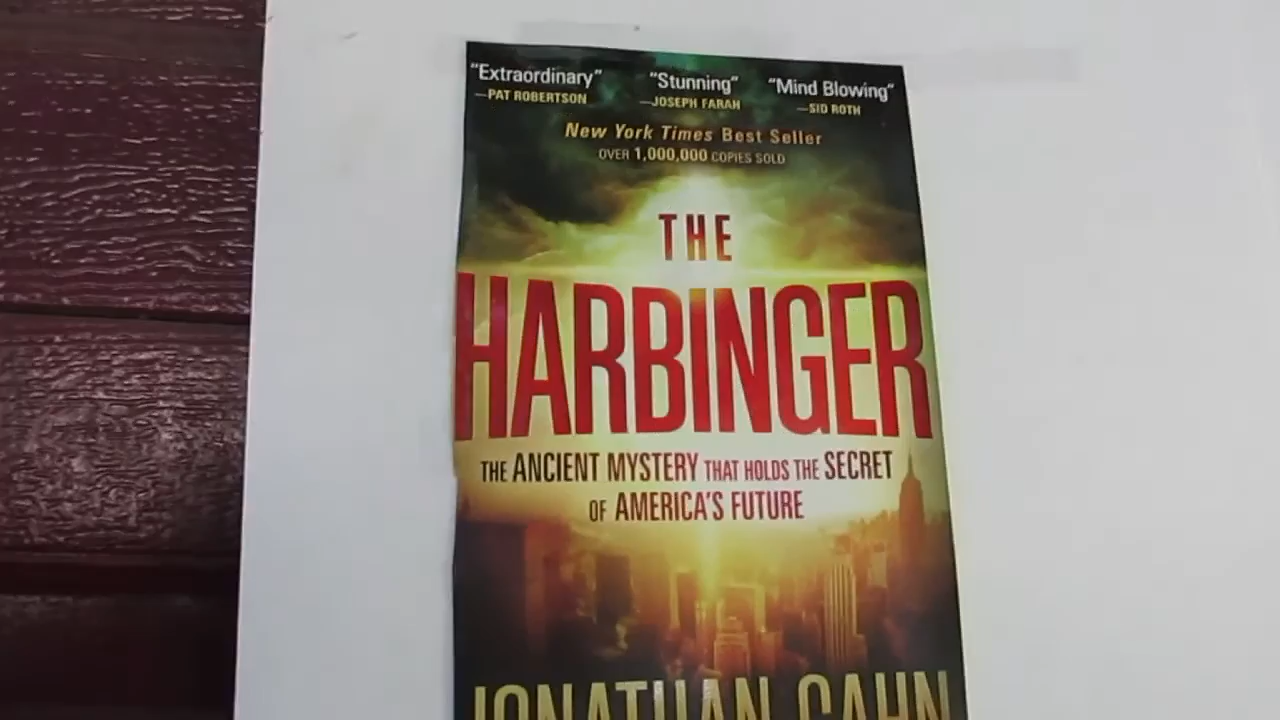 "Extraordinary" "Stunning" "Mind Blowing"
—PAT ROBERTSON —JOSEPH FARAH —SID ROTH
New York Times Best Seller
OVER 1,000,000 COPIES SOLD
THE
HARBINGER
THE ANCIENT MYSTERY THAT HOLDS THE SECRET
OF AMERICA'S FUTURE
JONATHAN CAHN